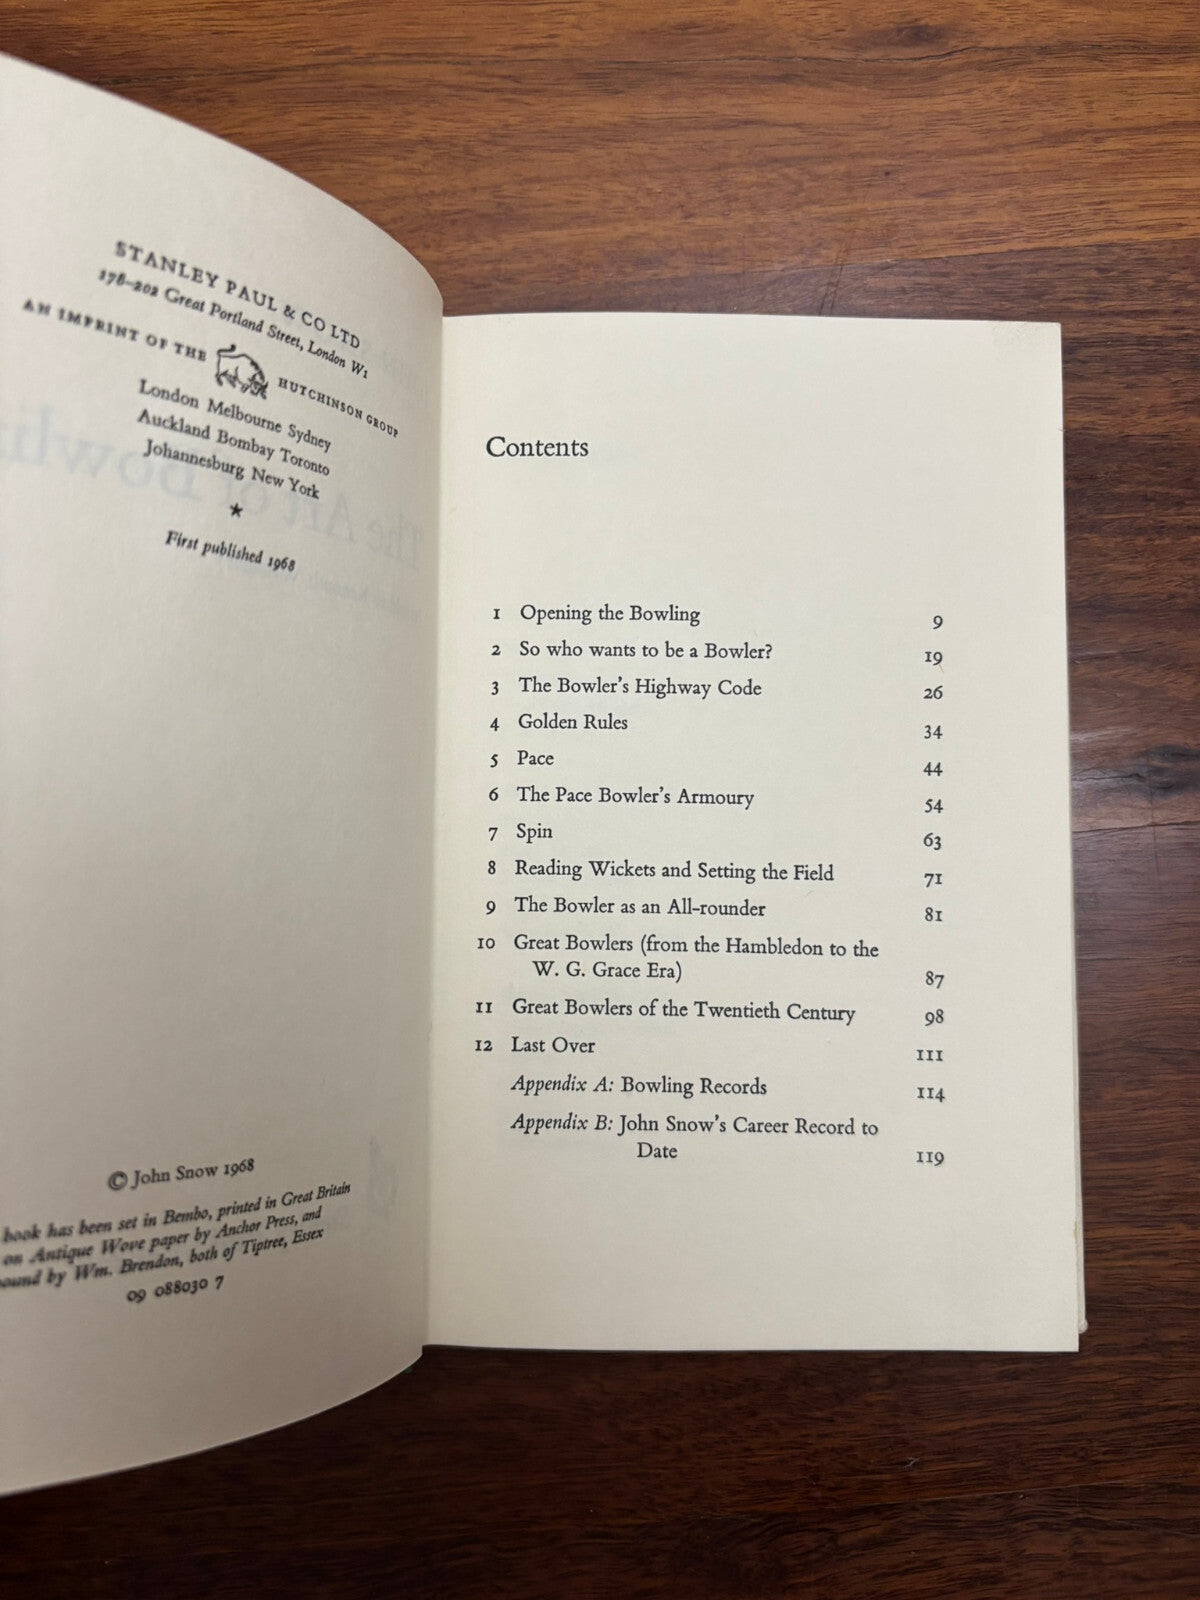 STANLEY PAUL & CO LTD
178–202 Great Portland Street, London W1
AN IMPRINT OF THE HUTCHINSON GROUP
London Melbourne Sydney
Auckland Bombay Toronto
Johannesburg New York
★
First published 1968
© John Snow 1968
book has been set in Bembo, printed in Great Britain
on Antique Wove paper by Anchor Press, and
by Wm. Brendon, both of Tiptree, Essex
09 088030 7
Contents
1 Opening the Bowling 9
2 So who wants to be a Bowler? 19
3 The Bowler's Highway Code 26
4 Golden Rules 34
5 Pace 44
6 The Pace Bowler's Armoury 54
7 Spin 63
8 Reading Wickets and Setting the Field 71
9 The Bowler as an All-rounder 81
10 Great Bowlers (from the Hambledon to the
W. G. Grace Era) 87
11 Great Bowlers of the Twentieth Century 98
12 Last Over 111
Appendix A: Bowling Records 114
Appendix B: John Snow's Career Record to
Date 119